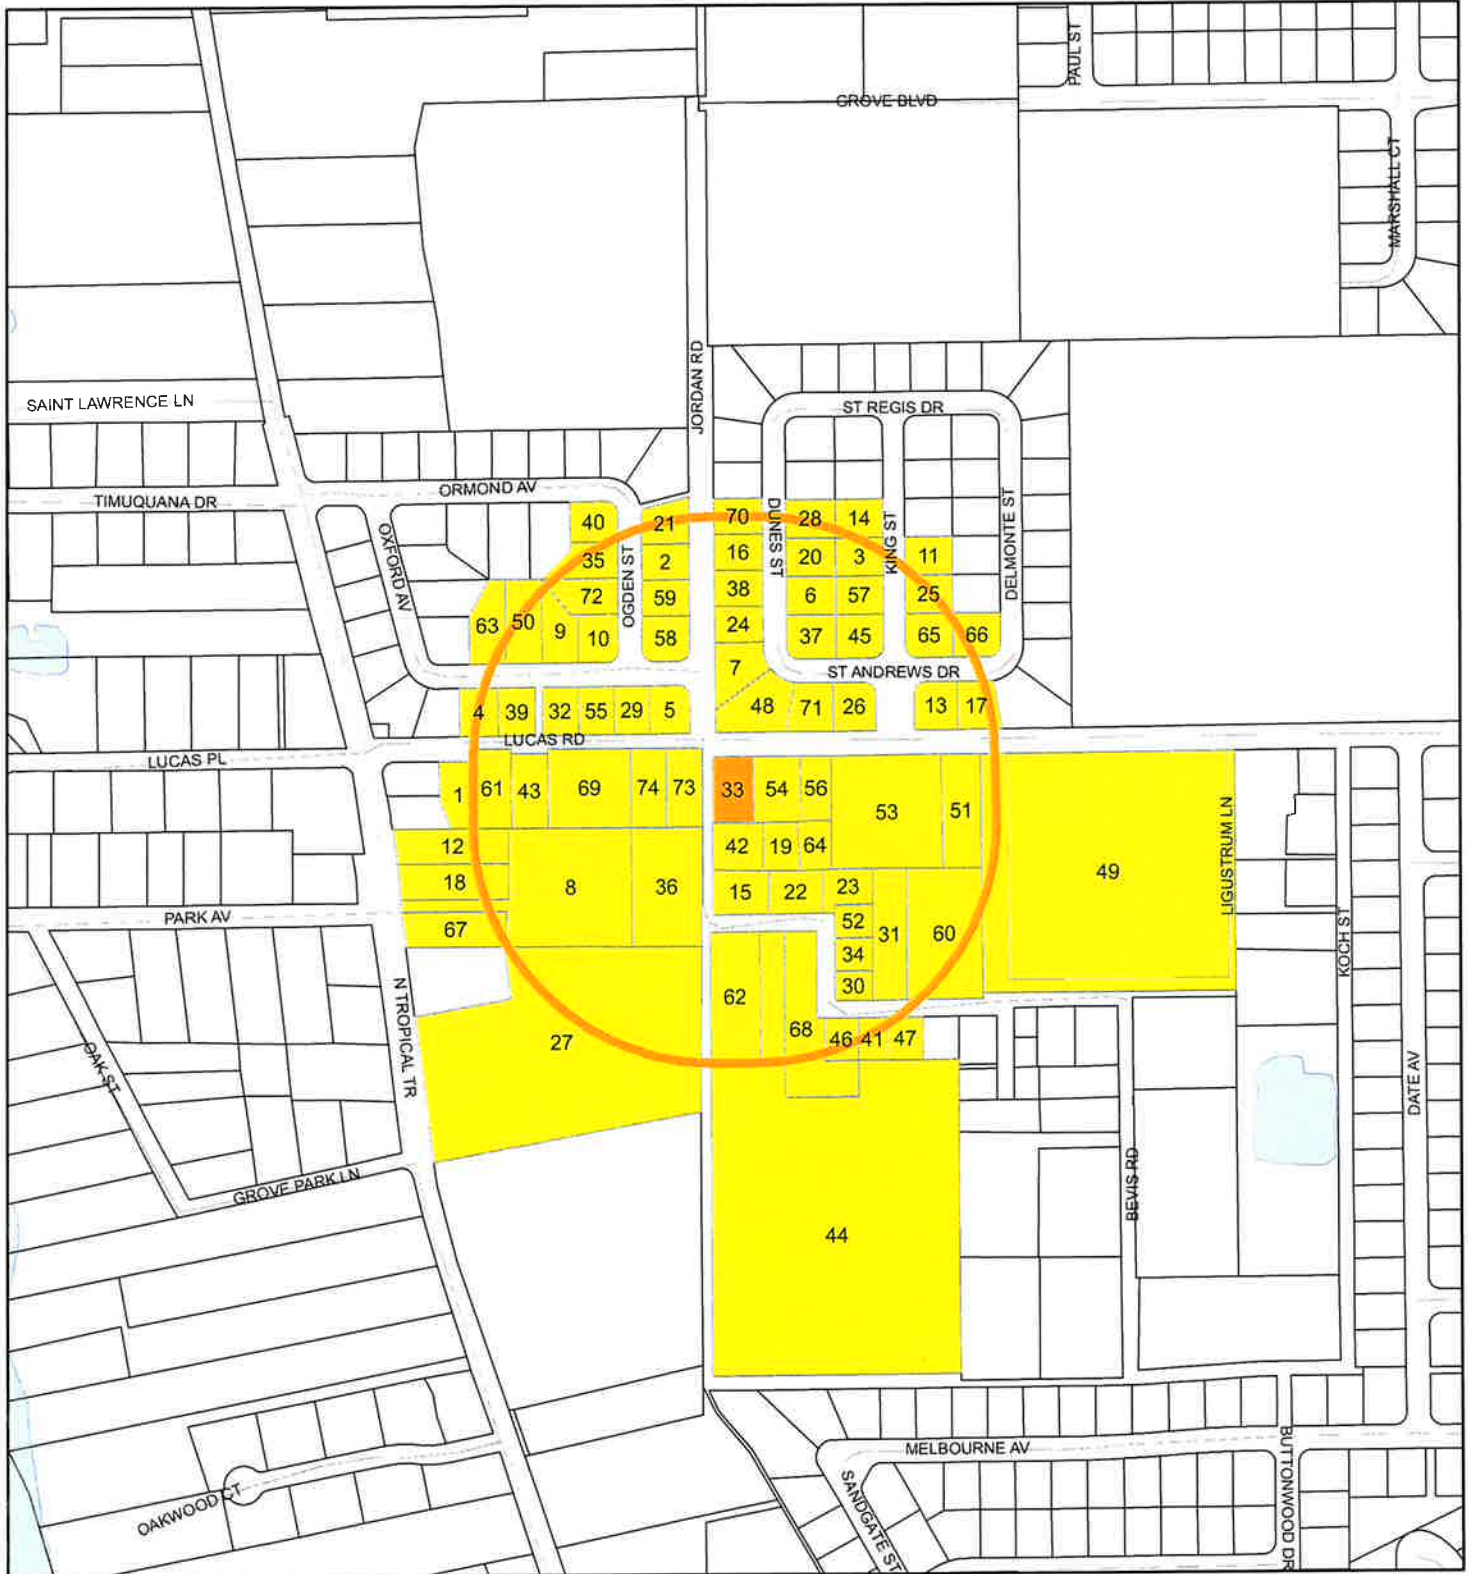 PAUL ST
GROVE BLVD
MARSHALL CT
JORDAN RD
SAINT LAWRENCE LN
ST REGIS DR
TIMUQUANA DR
ORMOND AV
OXFORD AV
OGDEN ST
DUNES ST
KING ST
DELMONTE ST
40 21 70 28 14
35 2 16 20 3 11
72 59 38 6 57 25
63 50 9 10 58 24 37 45 65 66
7
ST ANDREWS DR
4 39 32 55 29 5 48 71 26 13 17
LUCAS RD
LUCAS PL
1 61 43 69 74 73 33 54 56 53 51
12 42 19 64
18 8 36 15 22 23 49
LIGUSTRUM LN
PARK AV
67 52 31 60
34
30
KOCH ST
N TROPICAL TR
62 68
27 46 41 47
OAK ST
DATE AV
GROVE PARK LN
BEVIS RD
44
MELBOURNE AV
BUTTONWOOD DR
SANDGATE ST
OAKWOOD CT